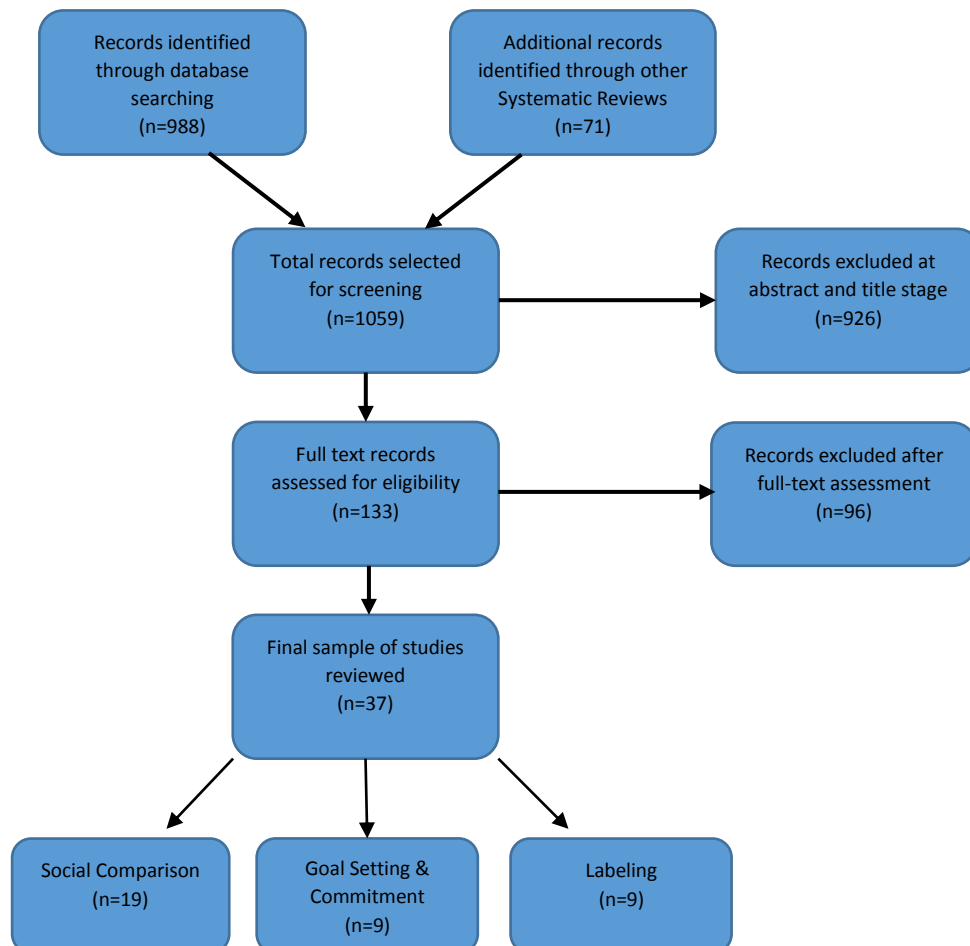 Records identified
through database
searching
(n=988)
Additional records
identified through other
Systematic Reviews
(n=71)
Total records selected
for screening
(n=1059)
Records excluded at
abstract and title stage
(n=926)
Full text records
assessed for eligibility
(n=133)
Records excluded after
full-text assessment
(n=96)
Final sample of studies
reviewed
(n=37)
Social Comparison
(n=19)
Goal Setting &
Commitment
(n=9)
Labeling
(n=9)